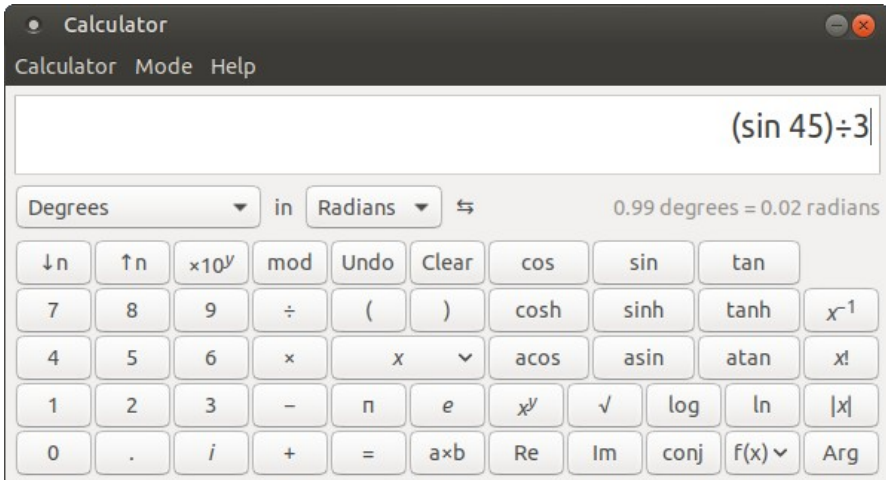 Calculator
Calculator Mode Help
(sin 45)÷3
Degrees in Radians ⇆ 0.99 degrees = 0.02 radians
↓n ↑n ×10ʸ mod Undo Clear cos sin tan
7 8 9 ÷ ( ) cosh sinh tanh x⁻¹
4 5 6 × x acos asin atan x!
1 2 3 − π e xʸ √ log ln |x|
0 . i + = a×b Re Im conj f(x) Arg